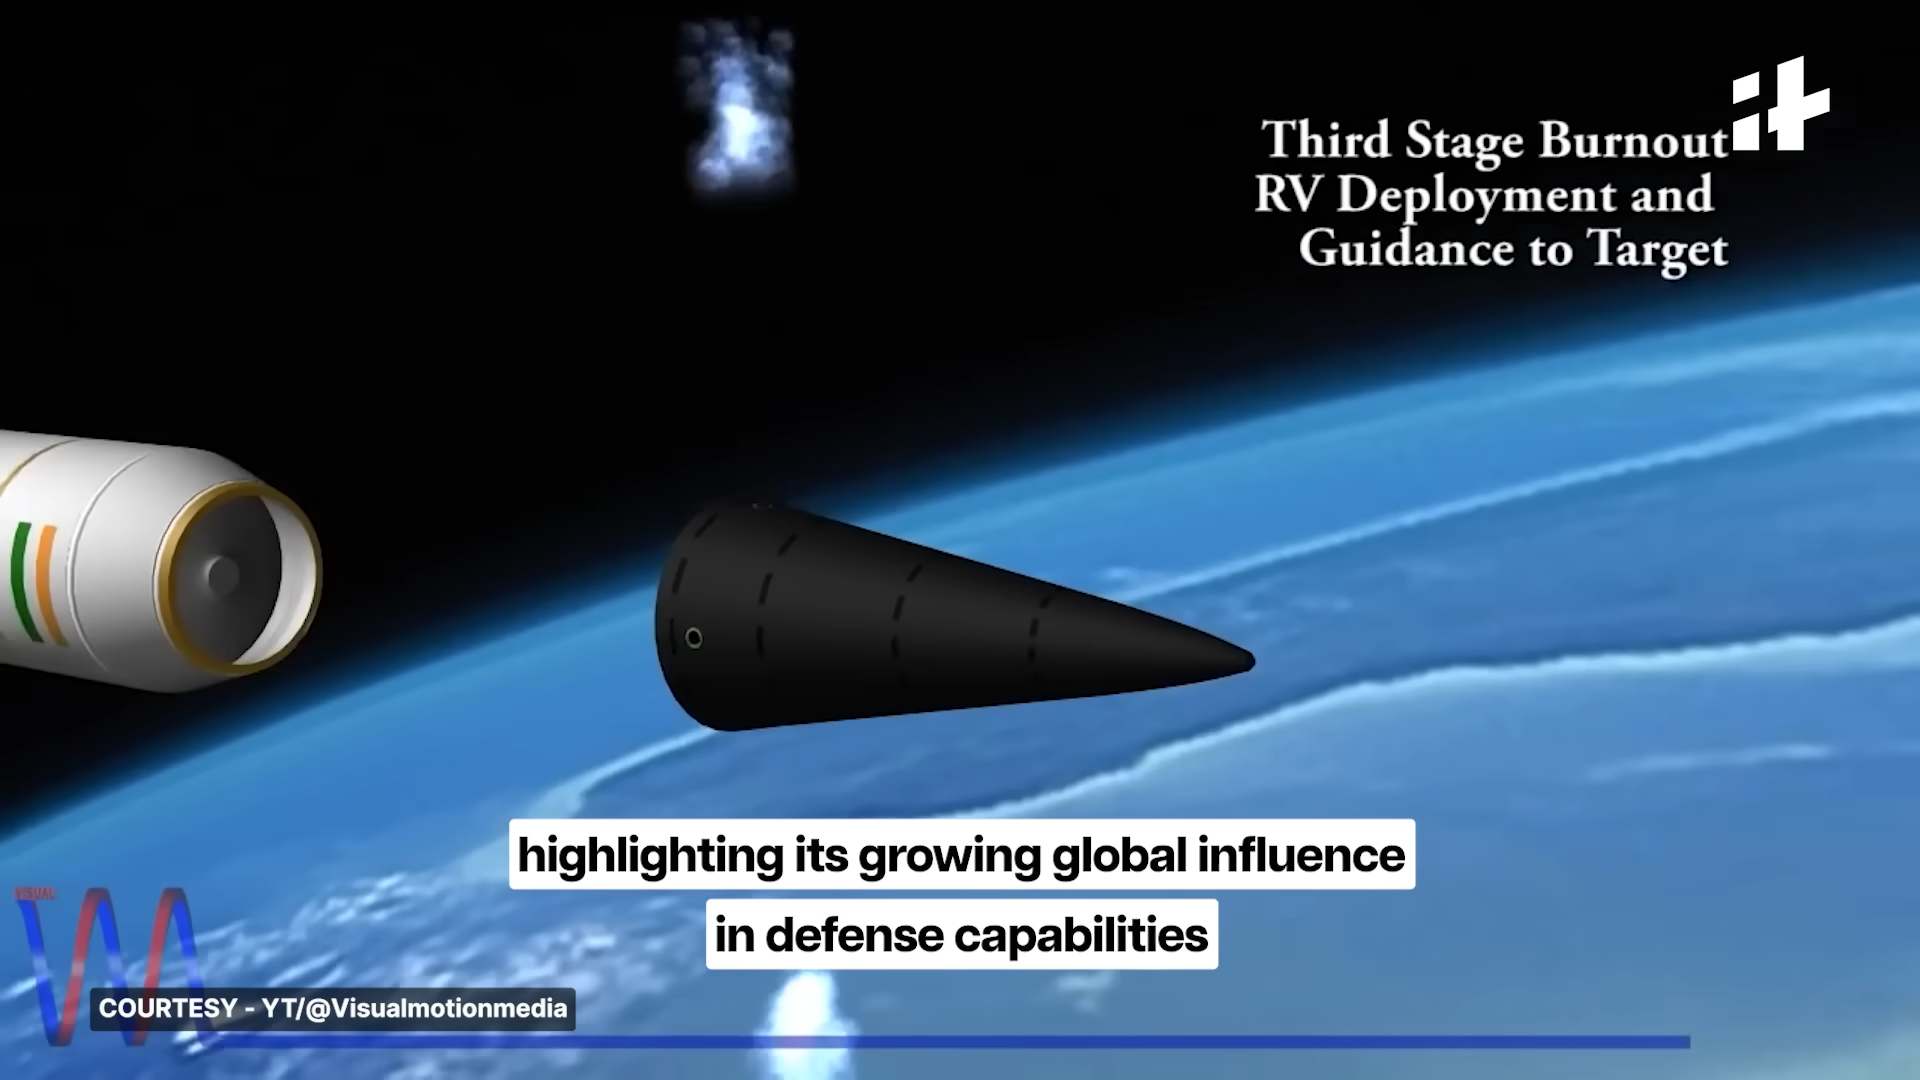 Third Stage Burnout
RV Deployment and
Guidance to Target
highlighting its growing global influence
in defense capabilities
VISUAL
COURTESY - YT/@Visualmotionmedia